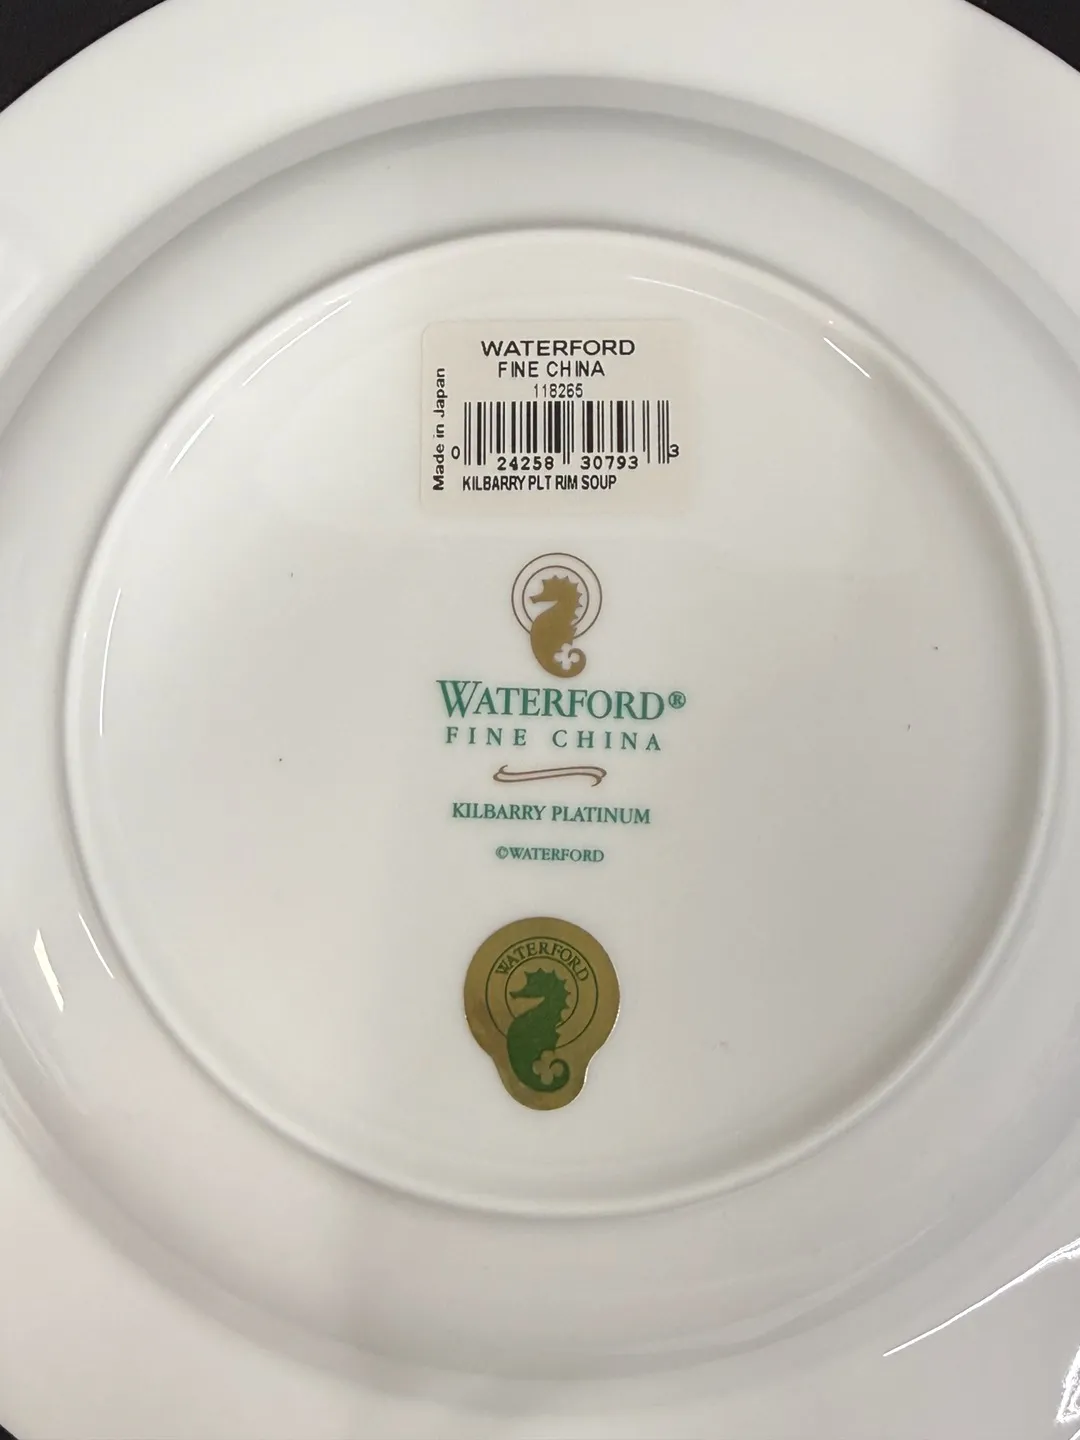 WATERFORD
FINE CHINA
118265
Made in Japan
0 24258 30793 3
KILBARRY PLT RIM SOUP
WATERFORD®
FINE CHINA
KILBARRY PLATINUM
©WATERFORD
WATERFORD